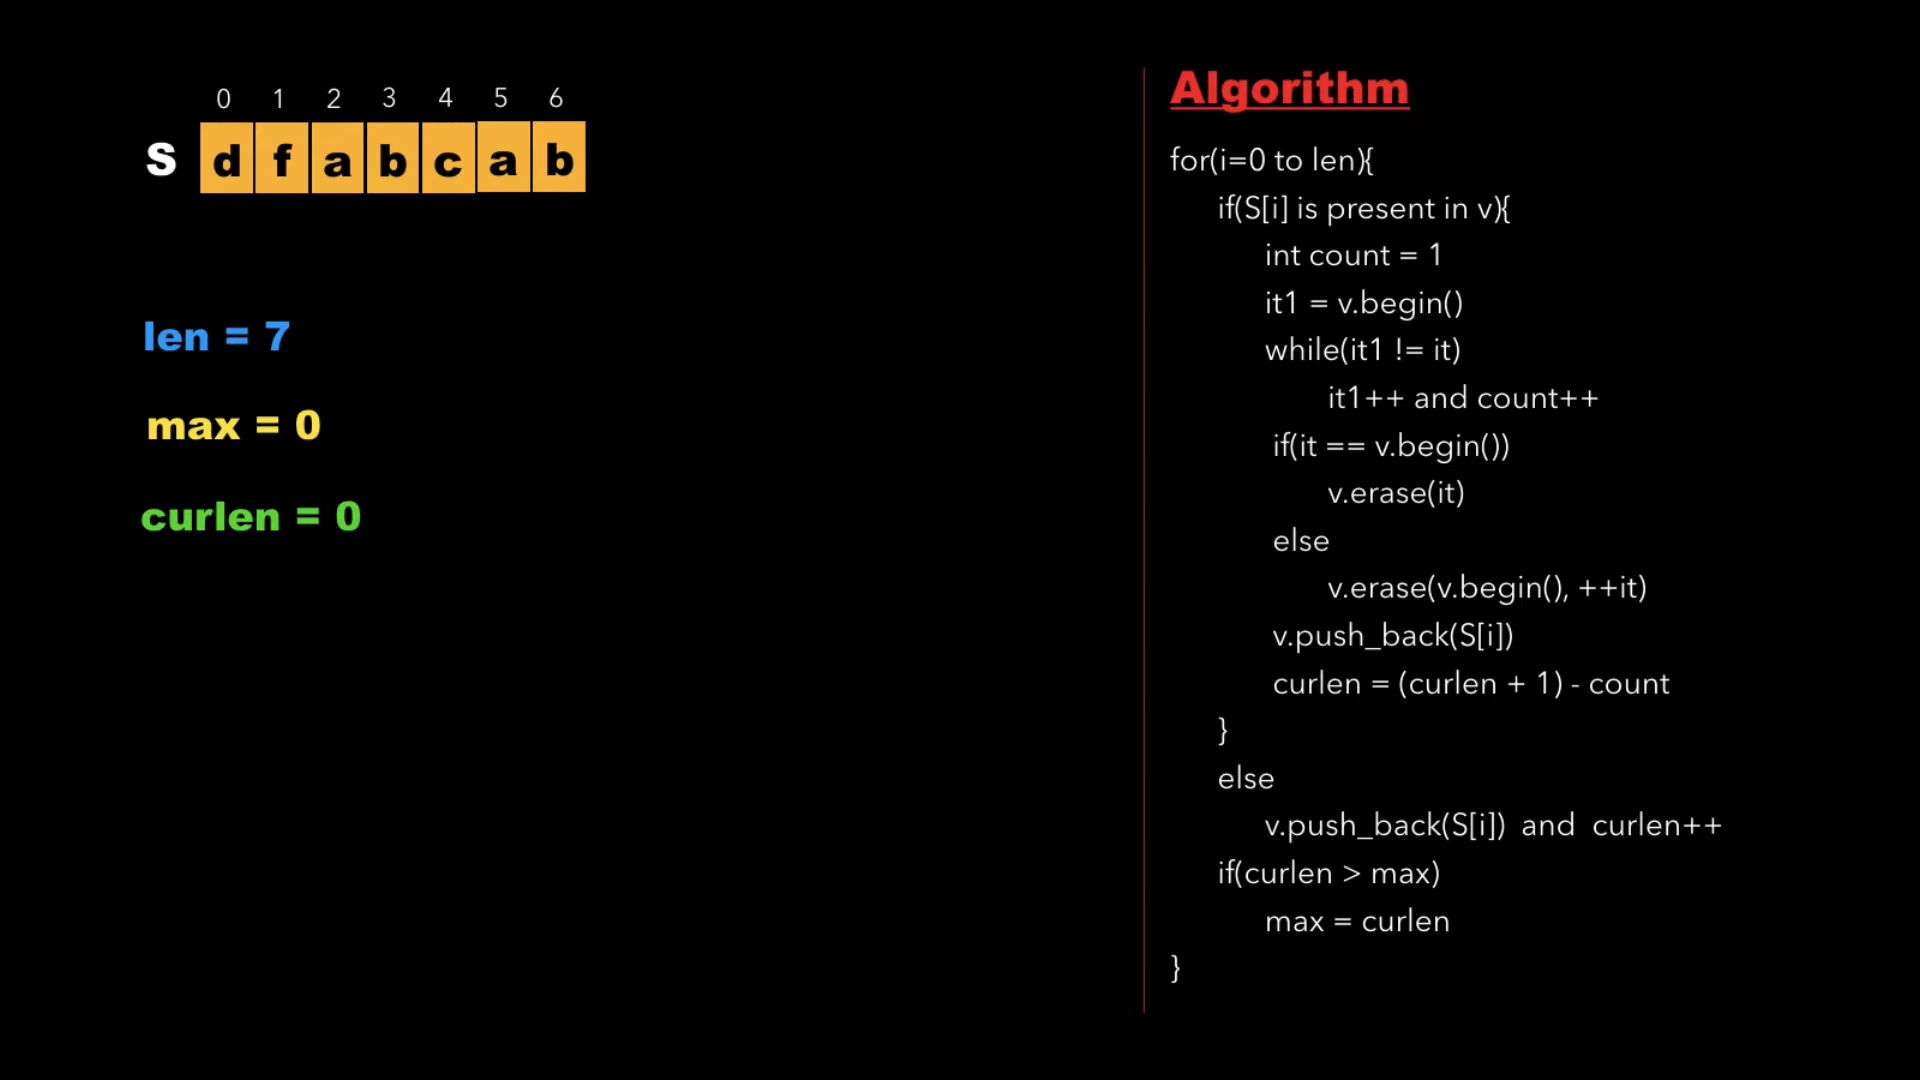 0 1 2 3 4 5 6
S d f a b c a b
len = 7
max = 0
curlen = 0
Algorithm
for(i=0 to len){
if(S[i] is present in v){
int count = 1
it1 = v.begin()
while(it1 != it)
it1++ and count++
if(it == v.begin())
v.erase(it)
else
v.erase(v.begin(), ++it)
v.push_back(S[i])
curlen = (curlen + 1) - count
}
else
v.push_back(S[i]) and curlen++
if(curlen > max)
max = curlen
}